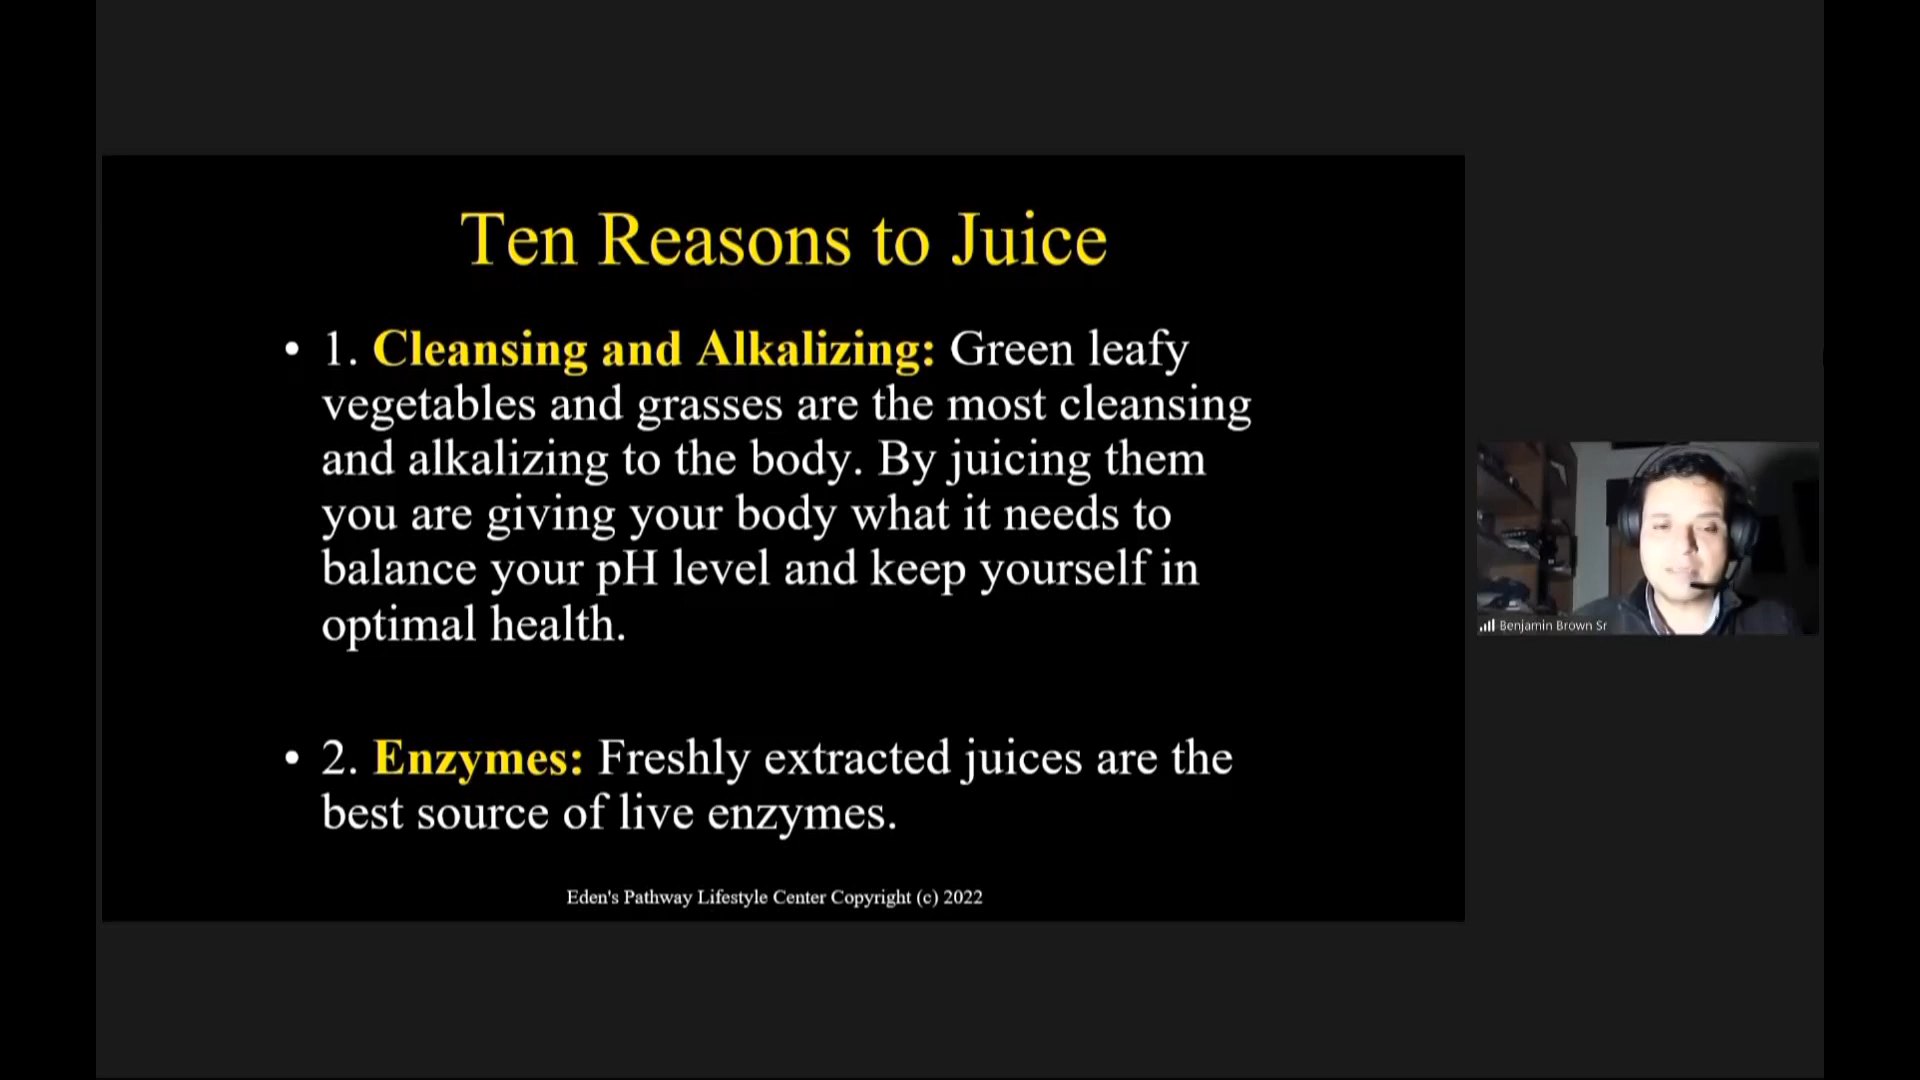 Ten Reasons to Juice
• 1. Cleansing and Alkalizing: Green leafy
vegetables and grasses are the most cleansing
and alkalizing to the body. By juicing them
you are giving your body what it needs to
balance your pH level and keep yourself in
optimal health.
• 2. Enzymes: Freshly extracted juices are the
best source of live enzymes.
Eden's Pathway Lifestyle Center Copyright (c) 2022
Benjamin Brown Sr